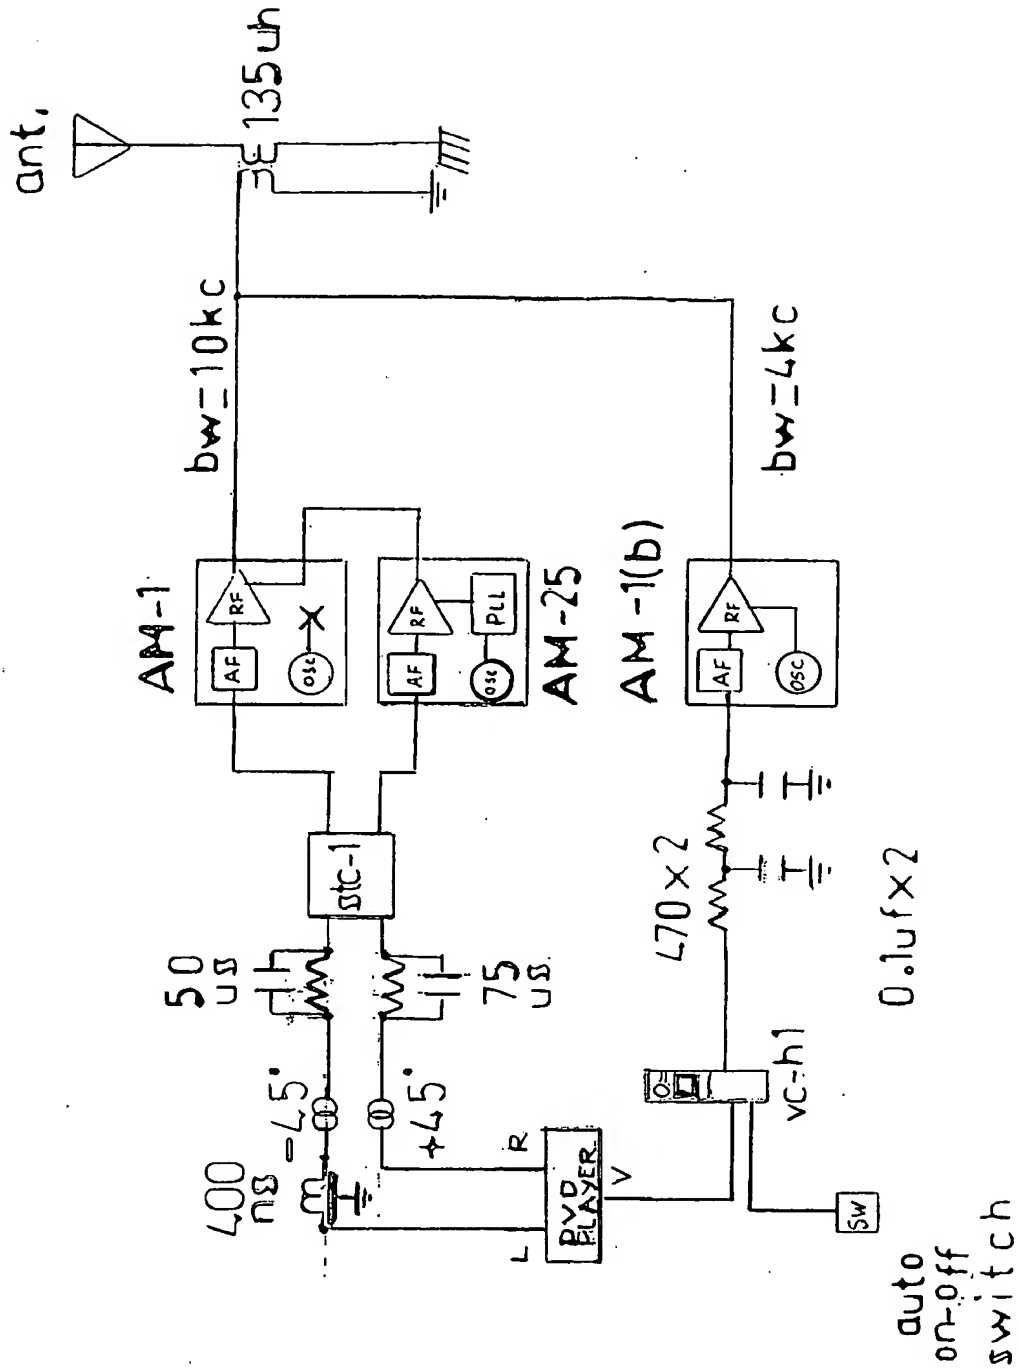 ant.
135uh
bw=10kc
bw=4kc
AM-1
RF
AF
OSC
AM-25
RF
AF
PLL
OSC
AM-1(b)
RF
AF
OSC
stc-1
50
us
75
us
470×2
0.1uf×2
-45°
+45°
400
ns
vc-h1
L
R
V
DVD
PLAYER
SW
auto
on-off
switch